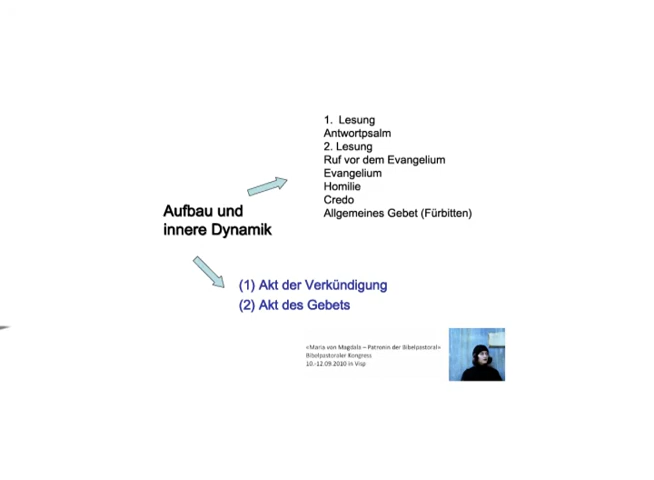 1. Lesung
Antwortpsalm
2. Lesung
Ruf vor dem Evangelium
Evangelium
Homilie
Credo
Allgemeines Gebet (Fürbitten)
Aufbau und
innere Dynamik
(1) Akt der Verkündigung
(2) Akt des Gebets
«Maria von Magdala – Patronin der Bibelpastoral»
Bibelpastoraler Kongress
10.-12.09.2010 in Visp